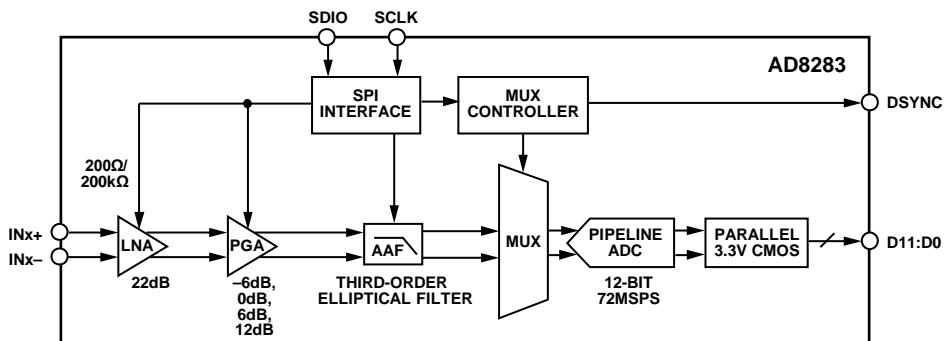 SDIO SCLK
AD8283
SPI
INTERFACE
MUX
CONTROLLER
DSYNC
200Ω/
200kΩ
INx+
INx–
LNA
22dB
PGA
–6dB,
0dB,
6dB,
12dB
AAF
THIRD-ORDER
ELLIPTICAL FILTER
MUX
PIPELINE
ADC
12-BIT
72MSPS
PARALLEL
3.3V CMOS
D11:D0